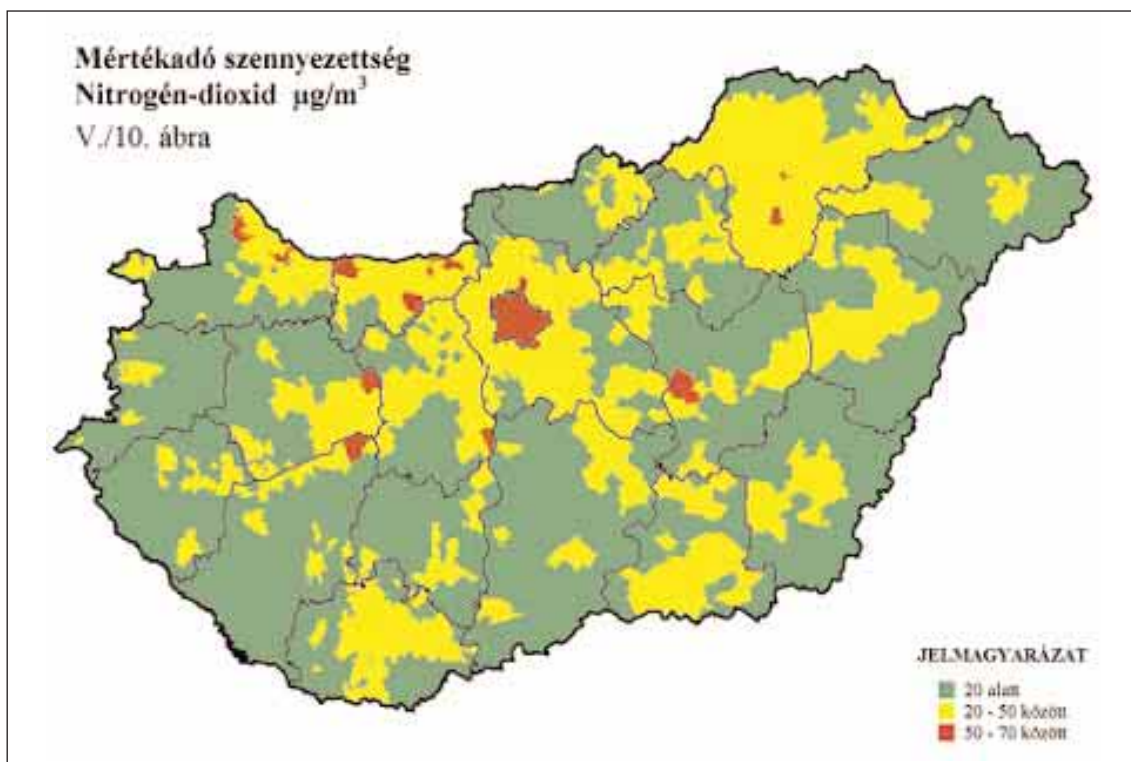 Mértékadó szennyezettség
Nitrogén-dioxid µg/m³
V./10. ábra
JELMAGYARÁZAT
20 alatt
20 - 50 között
50 - 70 között